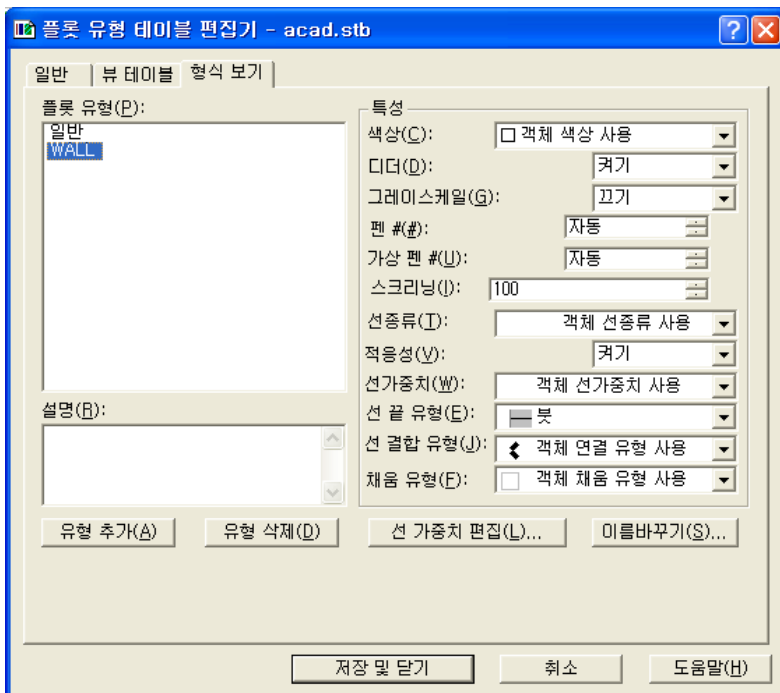 플롯 유형 테이블 편집기 - acad.stb
일반 뷰 테이블 형식 보기
플롯 유형(P):
일반
WALL
설명(R):
유형 추가(A) 유형 삭제(D)
특성
색상(C): 객체 색상 사용
디더(D): 켜기
그레이스케일(G): 끄기
펜 #(#): 자동
가상 펜 #(U): 자동
스크리닝(I): 100
선종류(T): 객체 선종류 사용
적응성(V): 켜기
선가중치(W): 객체 선가중치 사용
선 끝 유형(E): 붓
선 결합 유형(J): 객체 연결 유형 사용
채움 유형(F): 객체 채움 유형 사용
선 가중치 편집(L)... 이름바꾸기(S)...
저장 및 닫기 취소 도움말(H)